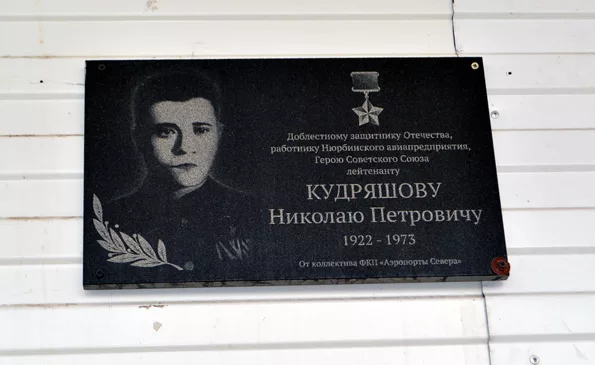 Доблестному защитнику Отечества,
работнику Нюрбинского авиапредприятия,
Герою Советского Союза
лейтенанту
КУДРЯШОВУ
Николаю Петровичу
1922 - 1973
От коллектива ФКП «Аэропорты Севера»